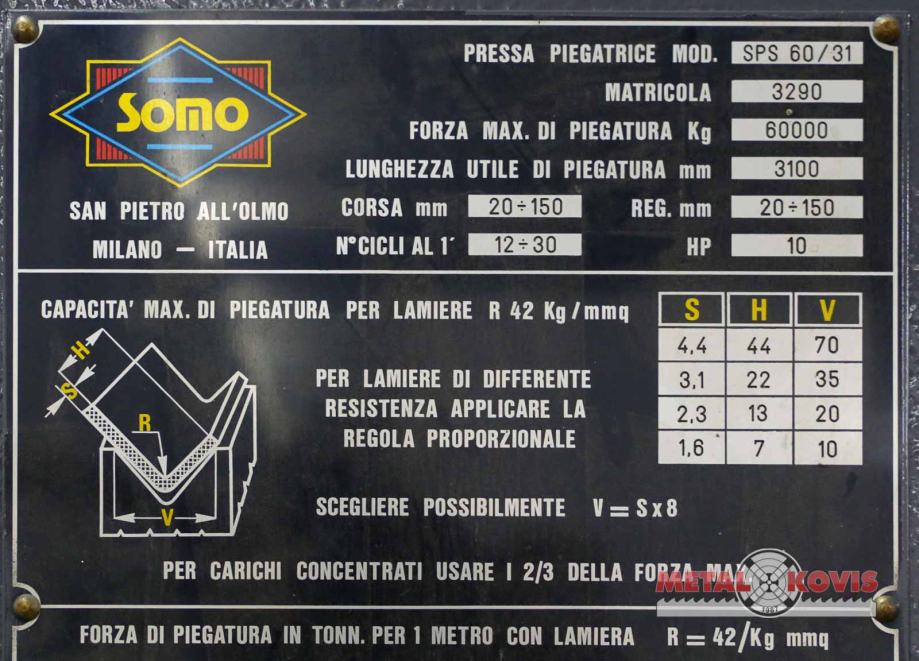 PRESSA PIEGATRICE MOD. SPS 60/31
Somo
MATRICOLA 3290
FORZA MAX. DI PIEGATURA Kg 60000
LUNGHEZZA UTILE DI PIEGATURA mm 3100
SAN PIETRO ALL'OLMO
CORSA mm 20÷150 REG. mm 20÷150
MILANO — ITALIA
N° CICLI AL 1' 12÷30 HP 10
CAPACITA' MAX. DI PIEGATURA PER LAMIERE R 42 Kg/mmq
S H V
4,4 44 70
3,1 22 35
2,3 13 20
1,6 7 10
H
S
R
V
PER LAMIERE DI DIFFERENTE
RESISTENZA APPLICARE LA
REGOLA PROPORZIONALE
SCEGLIERE POSSIBILMENTE V = S x 8
PER CARICHI CONCENTRATI USARE I 2/3 DELLA FORZA MAX.
METAL KOVIS
1987
FORZA DI PIEGATURA IN TONN. PER 1 METRO CON LAMIERA R = 42/Kg mmq